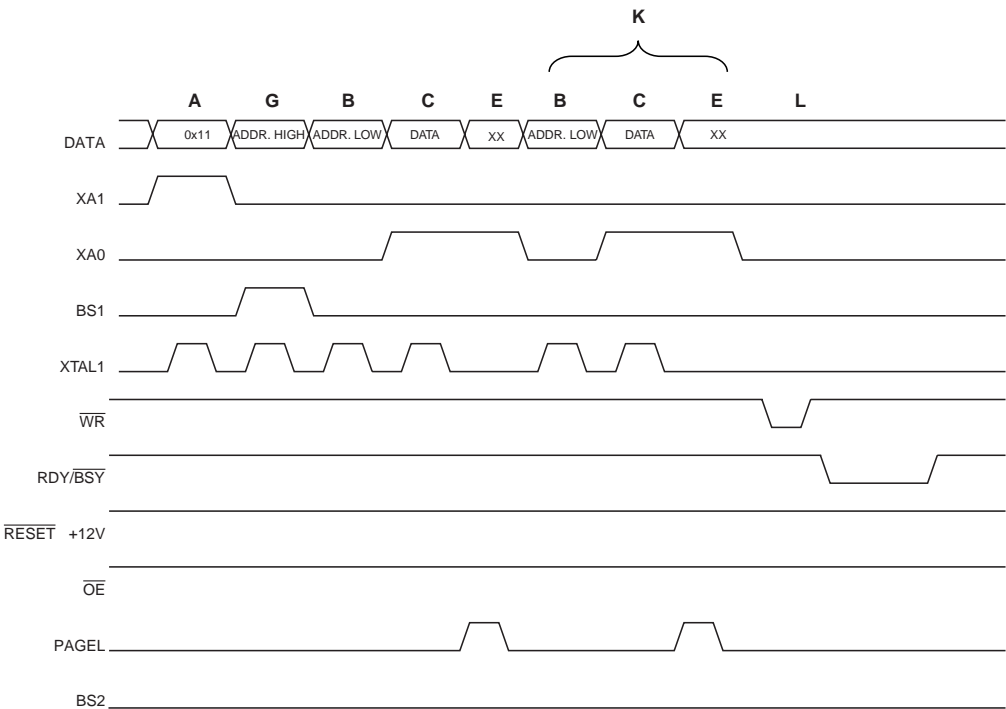 K
A G B C E B C E L
DATA 0x11 ADDR. HIGH ADDR. LOW DATA XX ADDR. LOW DATA XX
XA1
XA0
BS1
XTAL1
WR
RDY/BSY
RESET +12V
OE
PAGEL
BS2